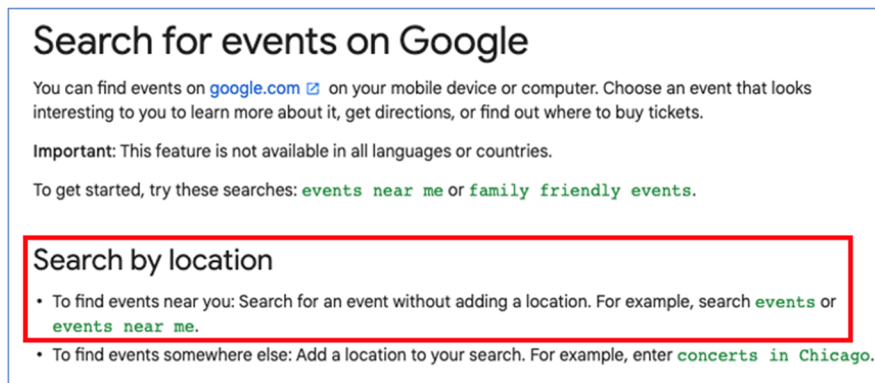 Search for events on Google
You can find events on google.com on your mobile device or computer. Choose an event that looks
interesting to you to learn more about it, get directions, or find out where to buy tickets.
Important: This feature is not available in all languages or countries.
To get started, try these searches: events near me or family friendly events.
Search by location
• To find events near you: Search for an event without adding a location. For example, search events or
events near me.
• To find events somewhere else: Add a location to your search. For example, enter concerts in Chicago.